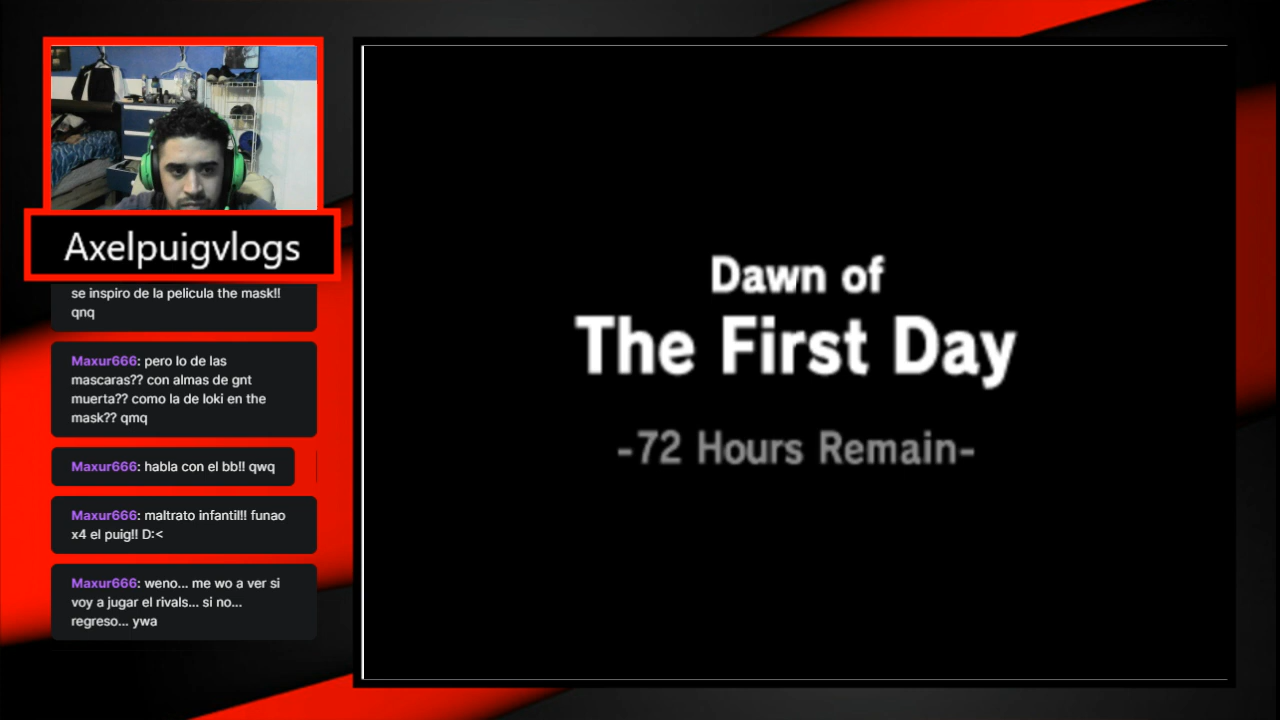 Axelpuigvlogs
se inspiro de la pelicula the mask!!
qnq
Maxur666: pero lo de las
mascaras?? con almas de gnt
muerta?? como la de loki en the
mask?? qmq
Maxur666: habla con el bb!! qwq
Maxur666: maltrato infantil!! funao
x4 el puig!! D:<
Maxur666: weno... me wo a ver si
voy a jugar el rivals... si no...
regreso... ywa
Dawn of
The First Day
-72 Hours Remain-